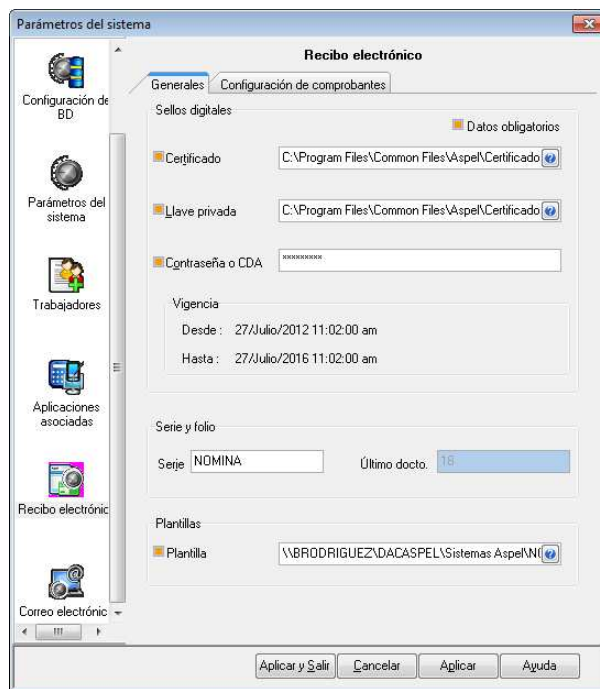 Parámetros del sistema
Configuración de
BD
Parámetros del
sistema
Trabajadores
Aplicaciones
asociadas
Recibo electrónic
Correo electrónic
Recibo electrónico
Generales
Configuración de comprobantes
Sellos digitales
Datos obligatorios
Certificado
C:\Program Files\Common Files\Aspel\Certificado
Llave privada
C:\Program Files\Common Files\Aspel\Certificado
Contraseña o CDA
*********
Vigencia
Desde : 27/Julio/2012 11:02:00 am
Hasta : 27/Julio/2016 11:02:00 am
Serie y folio
Serie NOMINA
Último docto. 18
Plantillas
Plantilla
\\BRODRIGUEZ\DACASPEL\Sistemas Aspel\NO
Aplicar y Salir
Cancelar
Aplicar
Ayuda